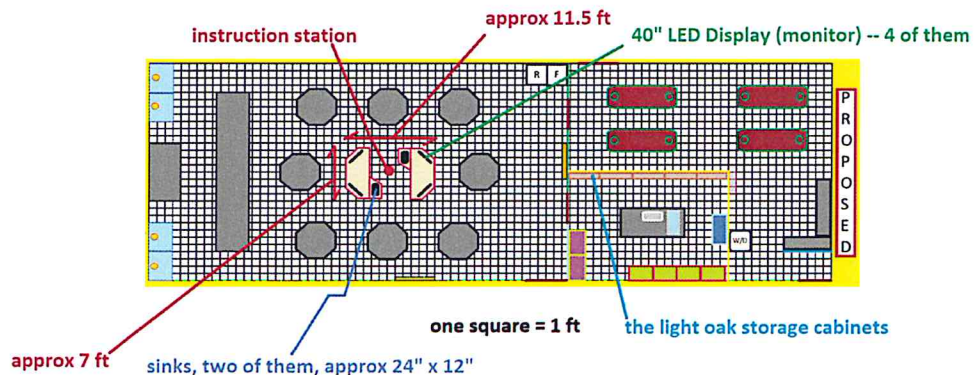 approx 11.5 ft
instruction station
40" LED Display (monitor) -- 4 of them
R F
PROPOSED
W/D
one square = 1 ft
the light oak storage cabinets
approx 7 ft
sinks, two of them, approx 24" x 12"